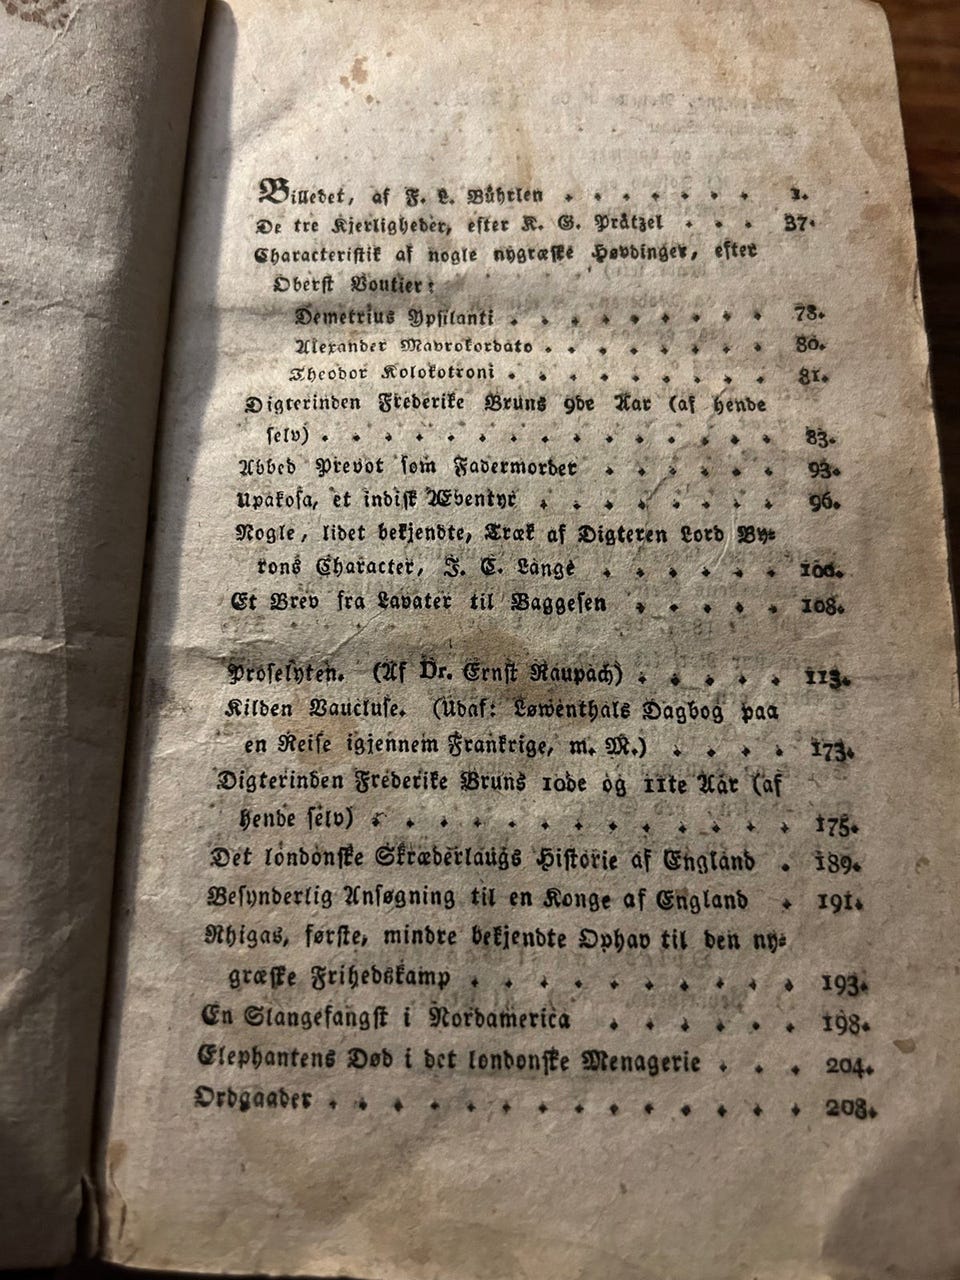 Billedet, af F. L. Bührlen . . . . . . . 1.
De tre Kjerligheder, efter K. G. Prätzel . . . 37.
Characteristik af nogle nygræske Høvdinger, efter
Oberst Voutier:
Demetrius Ypsilanti . . . . . . . . . 78.
Alexander Mavrokordato . . . . . . . . 80.
Theodor Kolokotroni . . . . . . . . . 81.
Digterinden Frederike Bruns 9de Aar (af hende
selv) . . . . . . . . . . . . . . . . 83.
Abbed Prevot som Fadermorder . . . . . . . 93.
Upakosa, et indisk Æventyr . . . . . . . . 96.
Nogle, lidet bekjendte, Træk af Digteren Lord By-
rons Character, J. C. Lange . . . . . . 100.
Et Brev fra Lavater til Baggesen . . . . . 108.
Proselyten. (Af Dr. Ernst Raupach) . . . . . 113.
Kilden Vaucluse. (Udaf: Løwenthals Dagbog paa
en Reise igjennem Frankrige, m. M.) . . . . 173.
Digterinden Frederike Bruns 10de og 11te Aar (af
hende selv) . . . . . . . . . . . . . 175.
Det londonske Skræderlaugs Historie af England . 189.
Besynderlig Ansøgning til en Konge af England . 191.
Rhigas, første, mindre bekjendte Ophav til den ny-
græske Frihedskamp . . . . . . . . . . 193.
En Slangefangst i Nordamerica . . . . . . 198.
Elephantens Død i det londonske Menagerie . . . 204.
Ordgaader . . . . . . . . . . . . . . . 208.